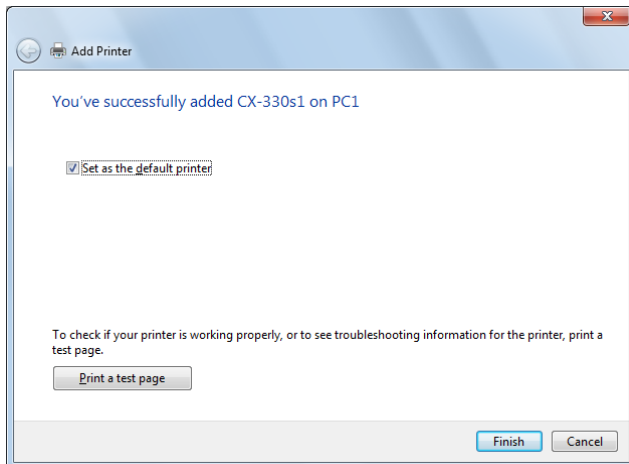 Add Printer
You've successfully added CX-330s1 on PC1
Set as the default printer
To check if your printer is working properly, or to see troubleshooting information for the printer, print a
test page.
Print a test page
Finish
Cancel